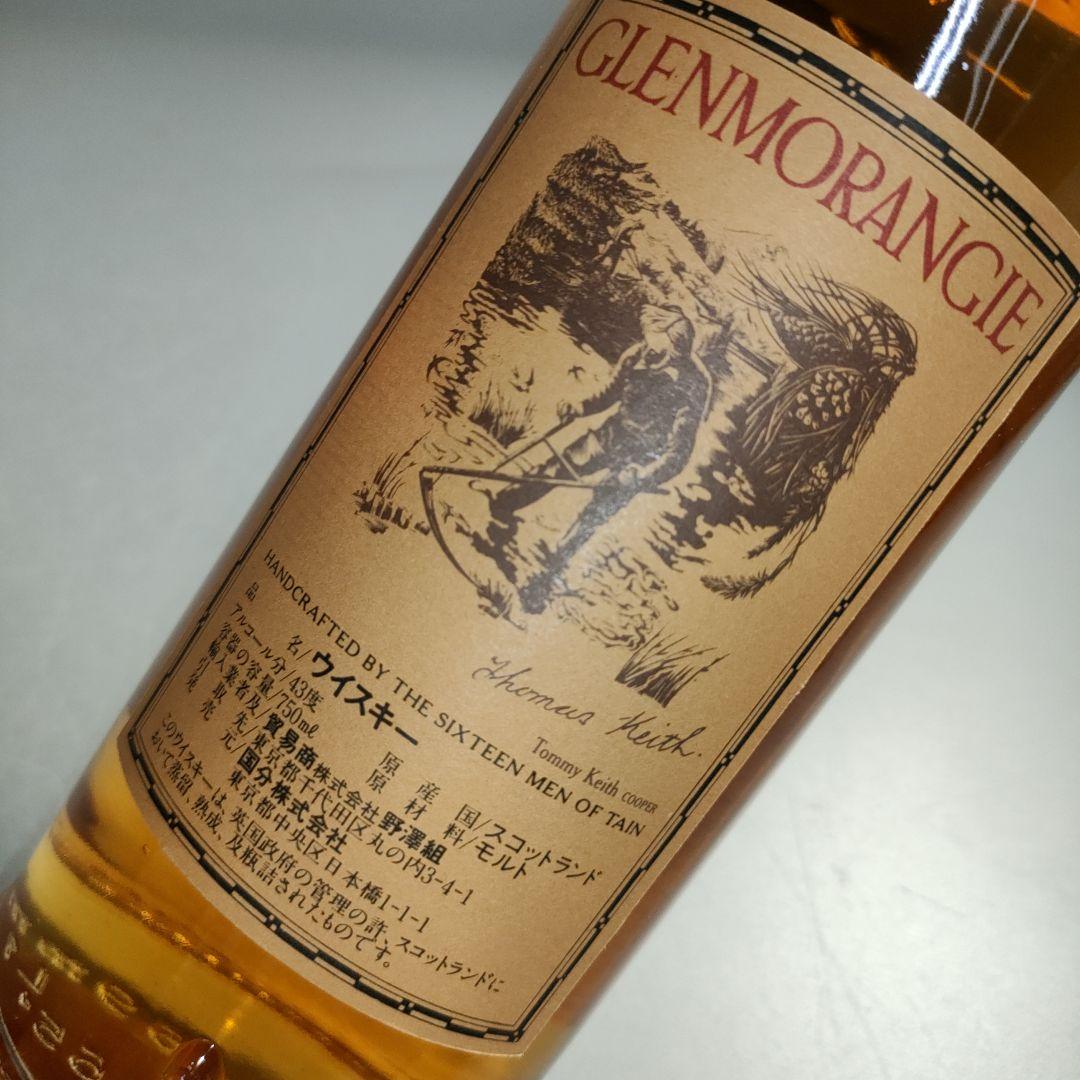 GLENMORANGIE
Thomas Keith.
Tommy Keith COOPER
HANDCRAFTED BY THE SIXTEEN MEN OF TAIN
品名/ウイスキー 原産国/スコットランド
アルコール分/43度 原材料/モルト
容器の容量/750mℓ
輸入業者及/貿易商株式会社野澤組
引取先/東京都千代田区丸の内3-4-1
発売元/国分株式会社
東京都中央区日本橋1-1-1
このウイスキーは、英国政府の管理の許、スコットランドに
おいて蒸留、熟成、及瓶詰されたものです。